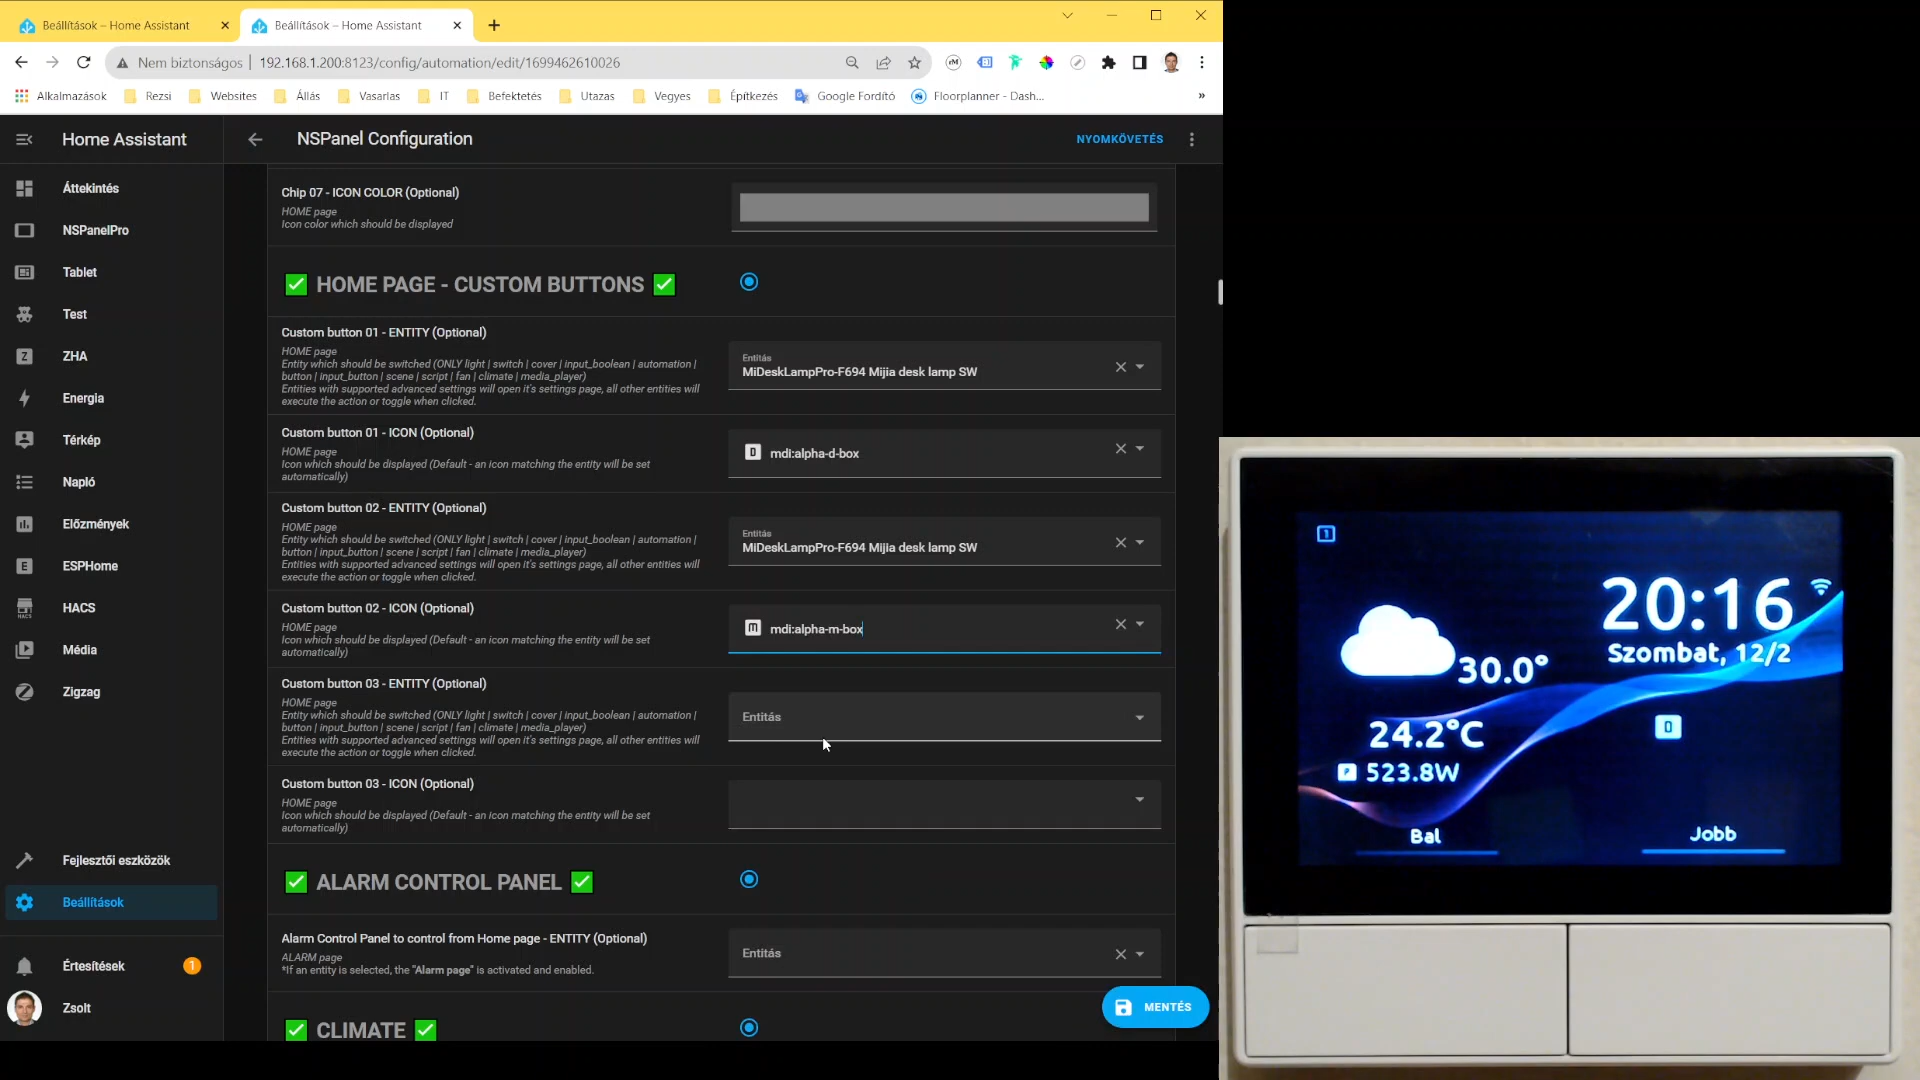 Beállítások – Home Assistant
Beállítások – Home Assistant
Nem biztonságos
192.168.1.200:8123/config/automation/edit/1699462610026
Alkalmazások
Rezsi
Websites
Állás
Vasarlas
IT
Befektetés
Utazas
Vegyes
Építkezés
Google Fordító
Floorplanner - Dash...
»
Home Assistant
NSPanel Configuration
NYOMKÖVETÉS
Áttekintés
NSPanelPro
Tablet
Test
ZHA
Energia
Térkép
Napló
Előzmények
ESPHome
HACS
Média
Zigzag
Fejlesztői eszközök
Beállítások
Értesítések
1
Zsolt
Chip 07 - ICON COLOR (Optional)
HOME page
Icon color which should be displayed
HOME PAGE - CUSTOM BUTTONS
Custom button 01 - ENTITY (Optional)
HOME page
Entity which should be switched (ONLY light | switch | cover | input_boolean | automation |
button | input_button | scene | script | fan | climate | media_player)
Entities with supported advanced settings will open it's settings page, all other entities will
execute the action or toggle when clicked.
Entitás
MiDeskLampPro-F694 Mijia desk lamp SW
Custom button 01 - ICON (Optional)
HOME page
Icon which should be displayed (Default - an icon matching the entity will be set
automatically)
D
mdi:alpha-d-box
Custom button 02 - ENTITY (Optional)
HOME page
Entity which should be switched (ONLY light | switch | cover | input_boolean | automation |
button | input_button | scene | script | fan | climate | media_player)
Entities with supported advanced settings will open it's settings page, all other entities will
execute the action or toggle when clicked.
Entitás
MiDeskLampPro-F694 Mijia desk lamp SW
Custom button 02 - ICON (Optional)
HOME page
Icon which should be displayed (Default - an icon matching the entity will be set
automatically)
M
mdi:alpha-m-box
Custom button 03 - ENTITY (Optional)
HOME page
Entity which should be switched (ONLY light | switch | cover | input_boolean | automation |
button | input_button | scene | script | fan | climate | media_player)
Entities with supported advanced settings will open it's settings page, all other entities will
execute the action or toggle when clicked.
Entitás
Custom button 03 - ICON (Optional)
HOME page
Icon which should be displayed (Default - an icon matching the entity will be set
automatically)
ALARM CONTROL PANEL
Alarm Control Panel to control from Home page - ENTITY (Optional)
ALARM page
*If an entity is selected, the "Alarm page" is activated and enabled.
Entitás
MENTÉS
CLIMATE
1
20:16
Szombat, 12/2
30.0°
24.2°C
P 523.8W
D
Bal
Jobb